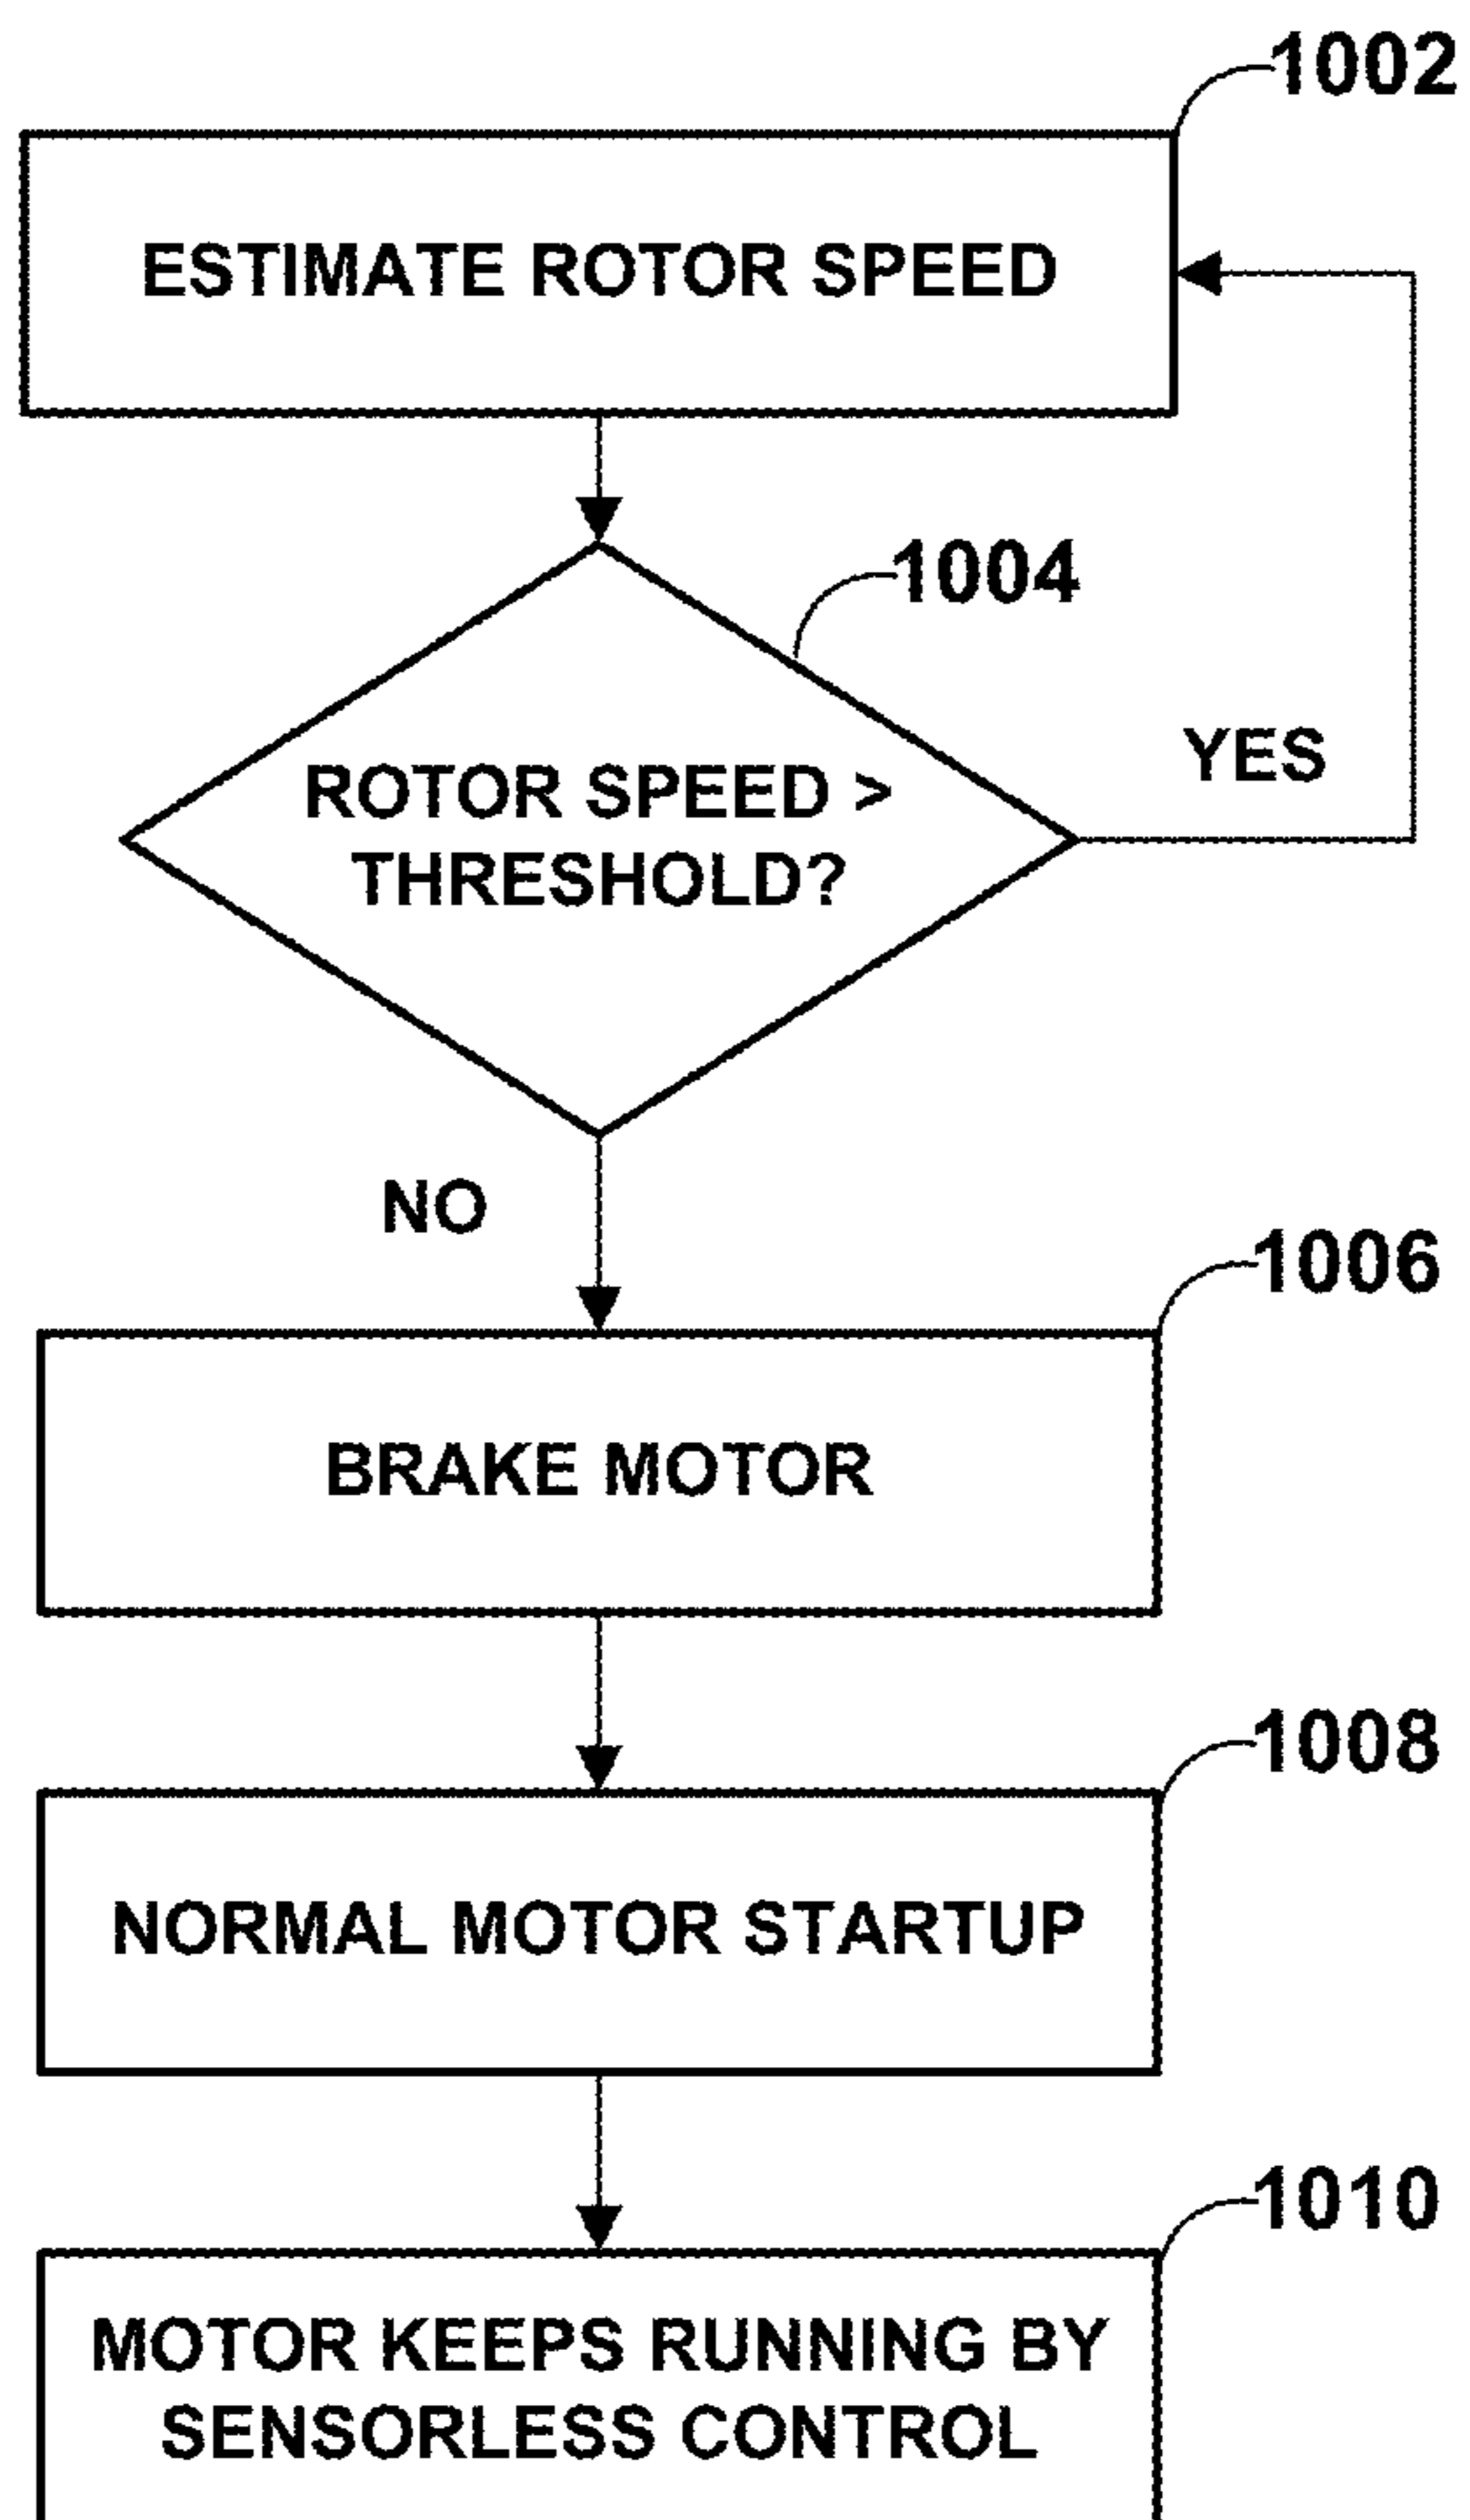 1002
ESTIMATE ROTOR SPEED
1004
ROTOR SPEED >
THRESHOLD?
YES
NO
1006
BRAKE MOTOR
1008
NORMAL MOTOR STARTUP
1010
MOTOR KEEPS RUNNING BY
SENSORLESS CONTROL